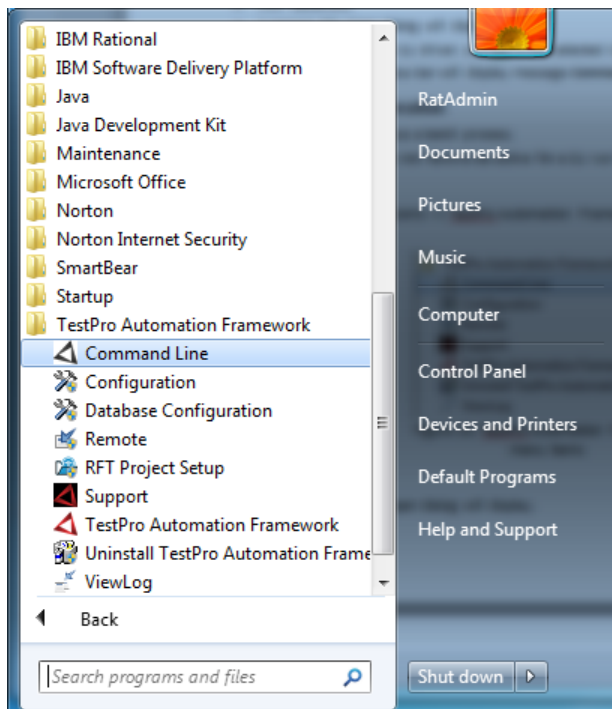 IBM Rational
IBM Software Delivery Platform
Java
Java Development Kit
Maintenance
Microsoft Office
Norton
Norton Internet Security
SmartBear
Startup
TestPro Automation Framework
Command Line
Configuration
Database Configuration
Remote
RFT Project Setup
Support
TestPro Automation Framework
Uninstall TestPro Automation Frame
ViewLog
Back
Search programs and files
RatAdmin
Documents
Pictures
Music
Computer
Control Panel
Devices and Printers
Default Programs
Help and Support
Shut down